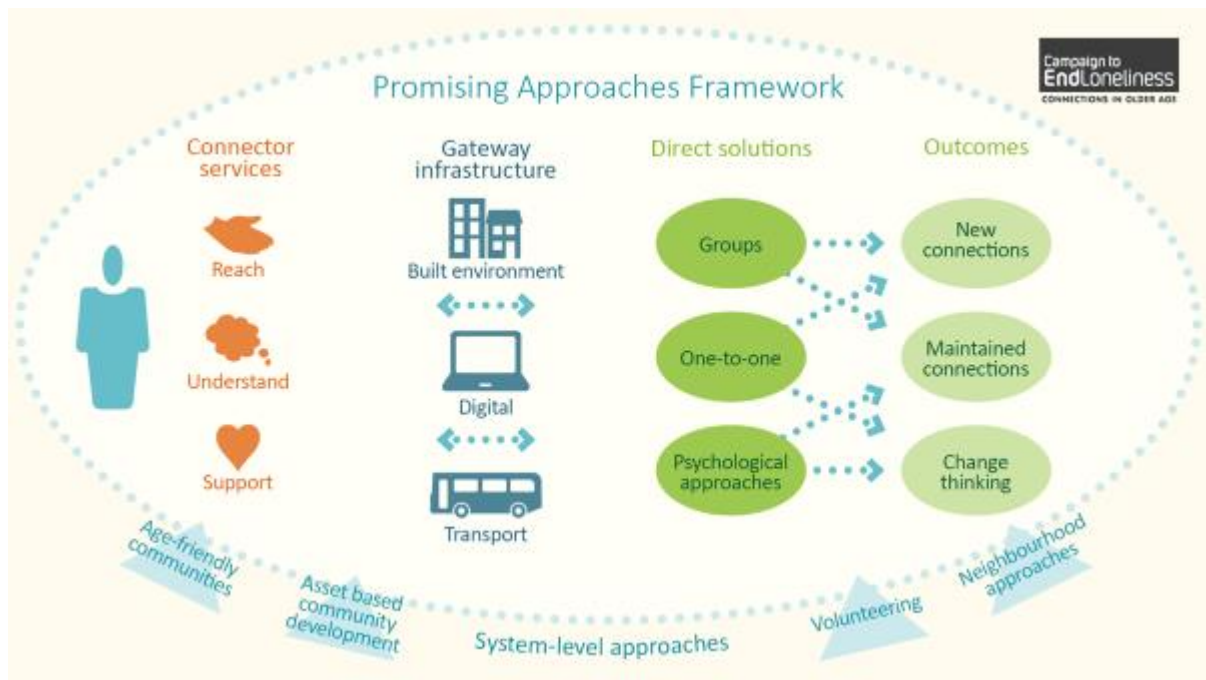 Campaign to
EndLoneliness
CONNECTIONS IN OLDER AGE
Promising Approaches Framework
Connector
services
Reach
Understand
Support
Gateway
infrastructure
Built environment
Digital
Transport
Direct solutions
Groups
One-to-one
Psychological
approaches
Outcomes
New
connections
Maintained
connections
Change
thinking
Age-friendly
communities
Asset based
community
development
System-level approaches
Volunteering
Neighbourhood
approaches